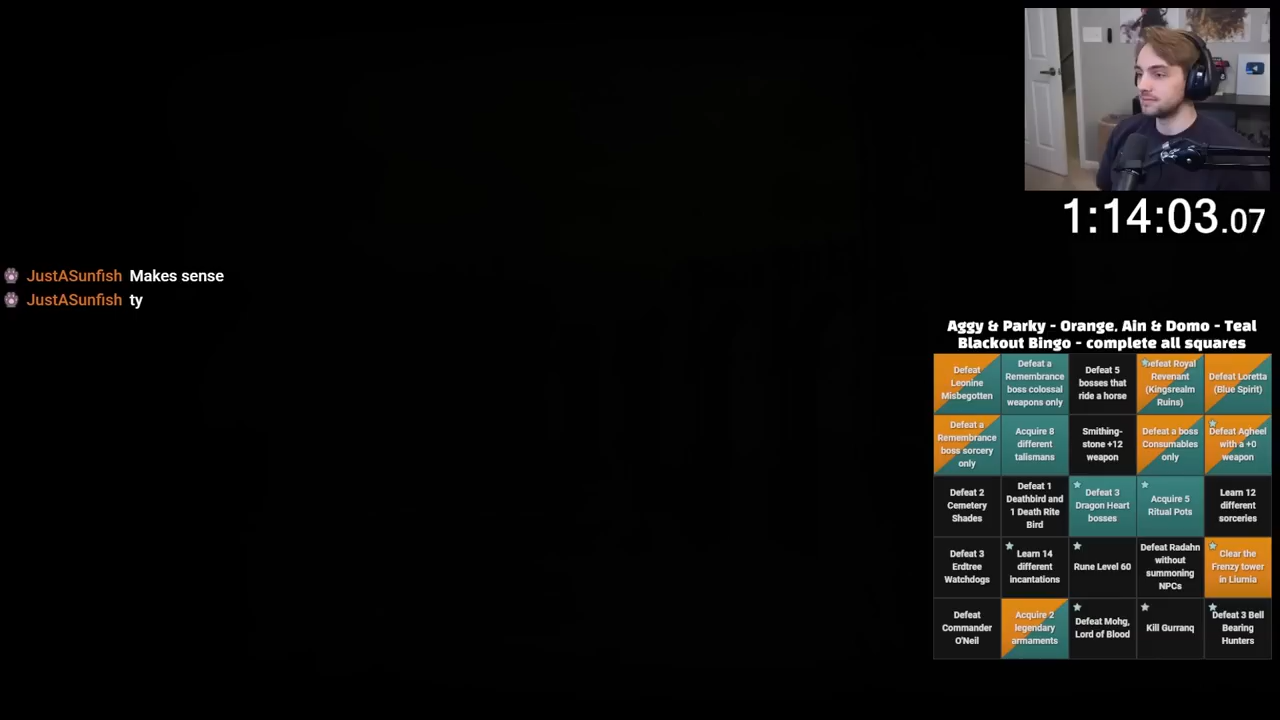 1:14:03.07
JustASunfish Makes sense
JustASunfish ty
Aggy & Parky - Orange, Ain & Domo - Teal
Blackout Bingo - complete all squares
Defeat
Leonine
Misbegotten
Defeat a
Remembrance
boss colossal
weapons only
Defeat 5
bosses that
ride a horse
Defeat Royal
Revenant
(Kingsrealm
Ruins)
Defeat Loretta
(Blue Spirit)
Defeat a
Remembrance
boss sorcery
only
Acquire 8
different
talismans
Smithing-
stone +12
weapon
Defeat a boss
Consumables
only
Defeat Agheel
with a +0
weapon
Defeat 2
Cemetery
Shades
Defeat 1
Deathbird and
1 Death Rite
Bird
Defeat 3
Dragon Heart
bosses
Acquire 5
Ritual Pots
Learn 12
different
sorceries
Defeat 3
Erdtree
Watchdogs
Learn 14
different
incantations
Rune Level 60
Defeat Radahn
without
summoning
NPCs
Clear the
Frenzy tower
in Liurnia
Defeat
Commander
O'Neil
Acquire 2
legendary
armaments
Defeat Mohg,
Lord of Blood
Kill Gurranq
Defeat 3 Bell
Bearing
Hunters